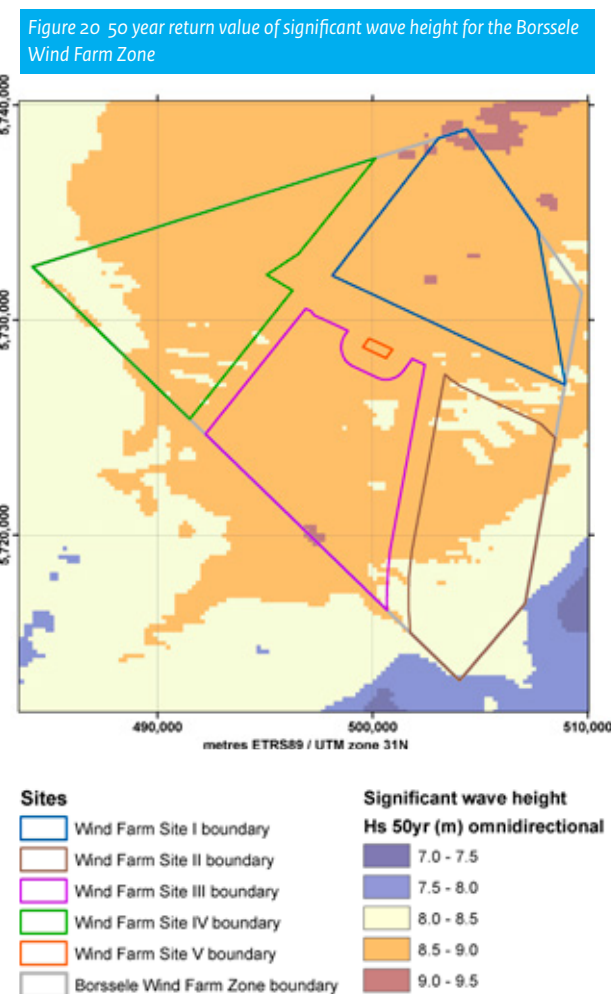 Figure 20 50 year return value of significant wave height for the Borssele
Wind Farm Zone
5,740,000
5,730,000
5,720,000
490,000
500,000
510,000
metres ETRS89 / UTM zone 31N
Sites
Wind Farm Site I boundary
Wind Farm Site II boundary
Wind Farm Site III boundary
Wind Farm Site IV boundary
Wind Farm Site V boundary
Borssele Wind Farm Zone boundary
Significant wave height
Hs 50yr (m) omnidirectional
7.0 - 7.5
7.5 - 8.0
8.0 - 8.5
8.5 - 9.0
9.0 - 9.5